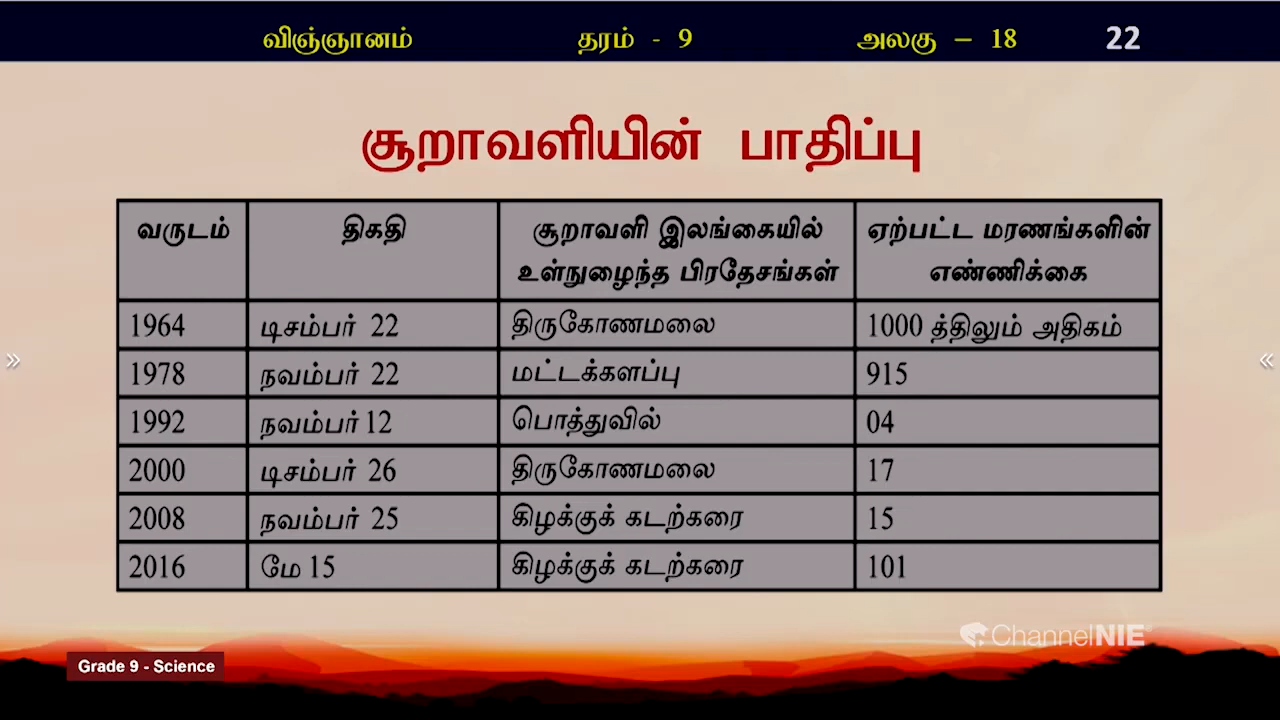 விஞ்ஞானம் தரம் - 9 அலகு – 18 22
சூறாவளியின் பாதிப்பு
வருடம் திகதி சூறாவளி இலங்கையில் உள்நுழைந்த பிரதேசங்கள் ஏற்பட்ட மரணங்களின் எண்ணிக்கை
1964 டிசம்பர் 22 திருகோணமலை 1000 த்திலும் அதிகம்
1978 நவம்பர் 22 மட்டக்களப்பு 915
1992 நவம்பர் 12 பொத்துவில் 04
2000 டிசம்பர் 26 திருகோணமலை 17
2008 நவம்பர் 25 கிழக்குக் கடற்கரை 15
2016 மே 15 கிழக்குக் கடற்கரை 101
ChannelNIE
Grade 9 - Science